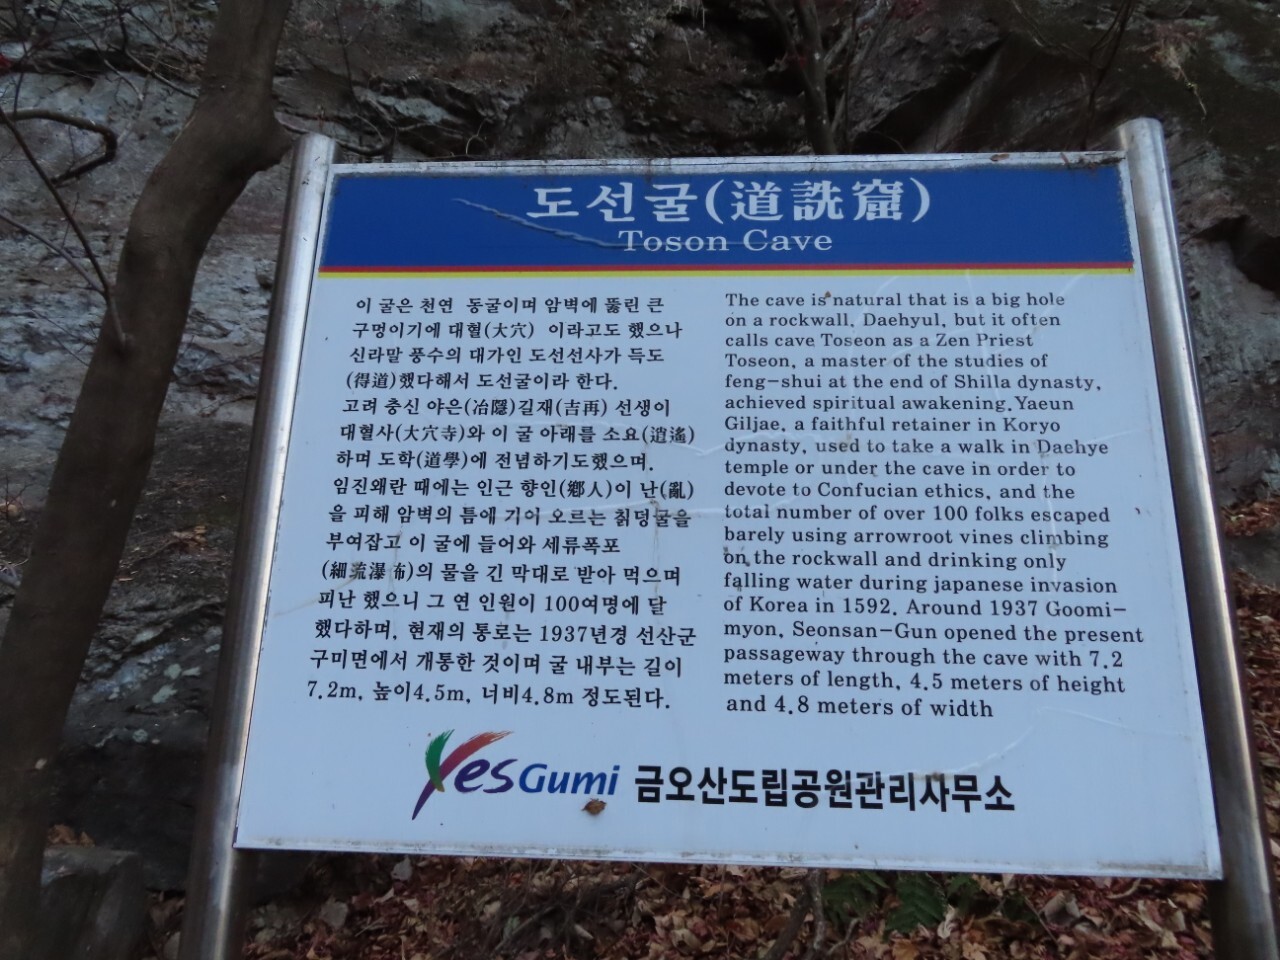 도선굴(道詵窟)
Toson Cave
이 굴은 천연 동굴이며 암벽에 뚫린 큰
구멍이기에 대혈(大穴) 이라고도 했으나
신라말 풍수의 대가인 도선선사가 득도
(得道)했다해서 도선굴이라 한다.
고려 충신 야은(冶隱)길재(吉再) 선생이
대혈사(大穴寺)와 이 굴 아래를 소요(逍遙)
하며 도학(道學)에 전념하기도했으며.
임진왜란 때에는 인근 향인(鄕人)이 난(亂)
을 피해 암벽의 틈에 기어 오르는 칡덩굴을
부여잡고 이 굴에 들어와 세류폭포
(細流瀑佈)의 물을 긴 막대로 받아 먹으며
피난 했으니 그 연 인원이 100여명에 달
했다하며, 현재의 통로는 1937년경 선산군
구미면에서 개통한 것이며 굴 내부는 길이
7.2m, 높이4.5m, 너비4.8m 정도된다.
The cave is natural that is a big hole
on a rockwall, Daehyul, but it often
calls cave Toseon as a Zen Priest
Toseon, a master of the studies of
feng-shui at the end of Shilla dynasty,
achieved spiritual awakening.Yaeun
Giljae, a faithful retainer in Koryo
dynasty, used to take a walk in Daehye
temple or under the cave in order to
devote to Confucian ethics, and the
total number of over 100 folks escaped
barely using arrowroot vines climbing
on the rockwall and drinking only
falling water during japanese invasion
of Korea in 1592. Around 1937 Goomi-
myon, Seonsan-Gun opened the present
passageway through the cave with 7.2
meters of length, 4.5 meters of height
and 4.8 meters of width
Yes Gumi 금오산도립공원관리사무소